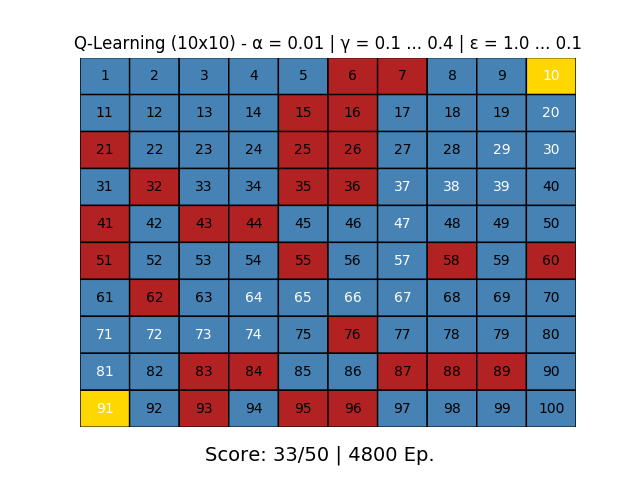 Q-Learning (10x10) - α = 0.01 | γ = 0.1 ... 0.4 | ε = 1.0 ... 0.1
1 2 3 4 5 6 7 8 9 10
11 12 13 14 15 16 17 18 19 20
21 22 23 24 25 26 27 28 29 30
31 32 33 34 35 36 37 38 39 40
41 42 43 44 45 46 47 48 49 50
51 52 53 54 55 56 57 58 59 60
61 62 63 64 65 66 67 68 69 70
71 72 73 74 75 76 77 78 79 80
81 82 83 84 85 86 87 88 89 90
91 92 93 94 95 96 97 98 99 100
Score: 33/50 | 4800 Ep.